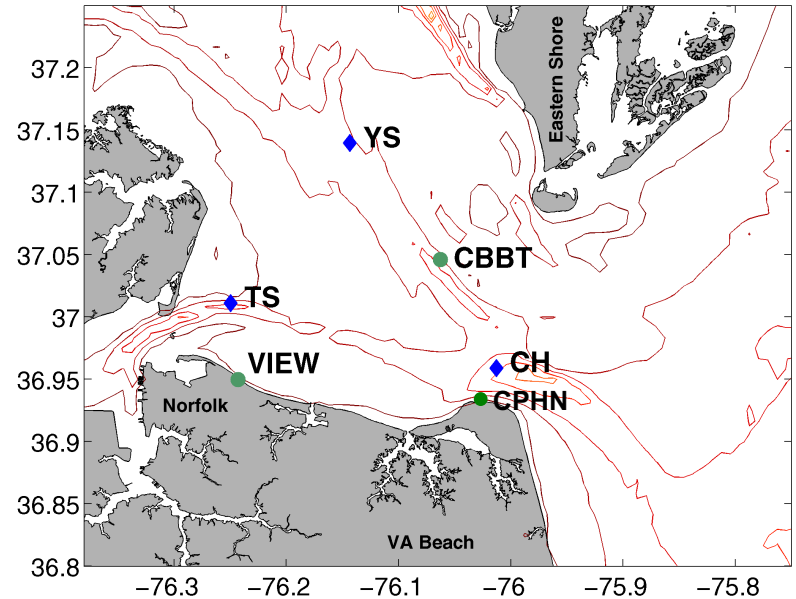 37.2
37.15
37.1
37.05
37
36.95
36.9
36.85
36.8
−76.3
−76.2
−76.1
−76
−75.9
−75.8
Eastern Shore
YS
CBBT
TS
VIEW
CH
CPHN
Norfolk
VA Beach